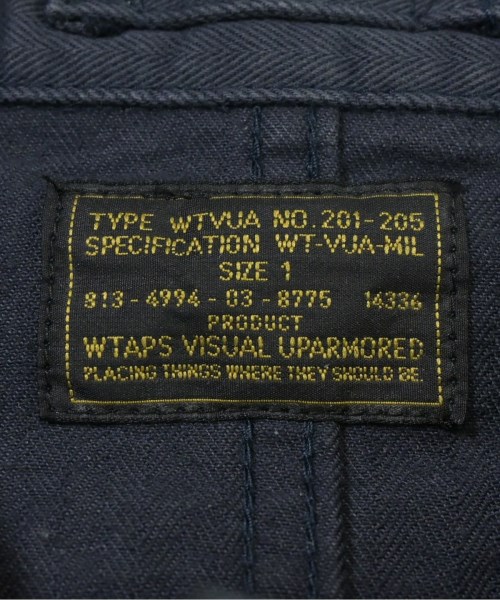 TYPE WTVUA NO. 201-205
SPECIFICATION WT-VUA-MIL
SIZE 1
813-4994-03-8775 14336
PRODUCT
WTAPS VISUAL UPARMORED
PLACING THINGS WHERE THEY SHOULD BE.